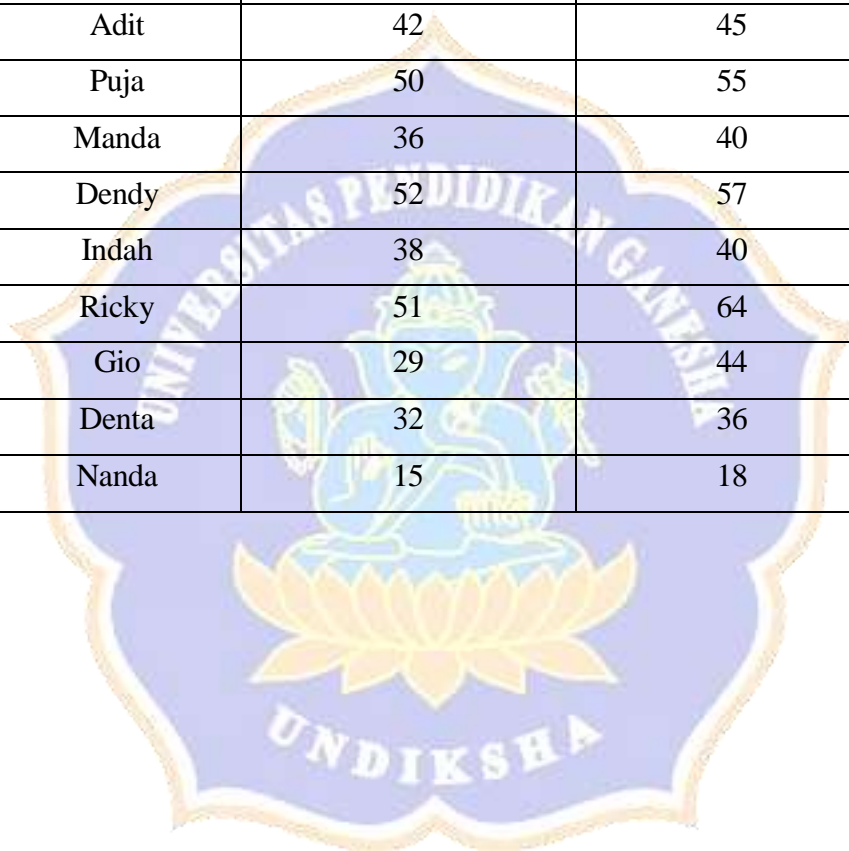 Adit 42 45
Puja 50 55
Manda 36 40
Dendy 52 57
Indah 38 40
Ricky 51 64
Gio 29 44
Denta 32 36
Nanda 15 18
UNIVERSITAS PENDIDIKAN GANESHA
UNDIKSHA